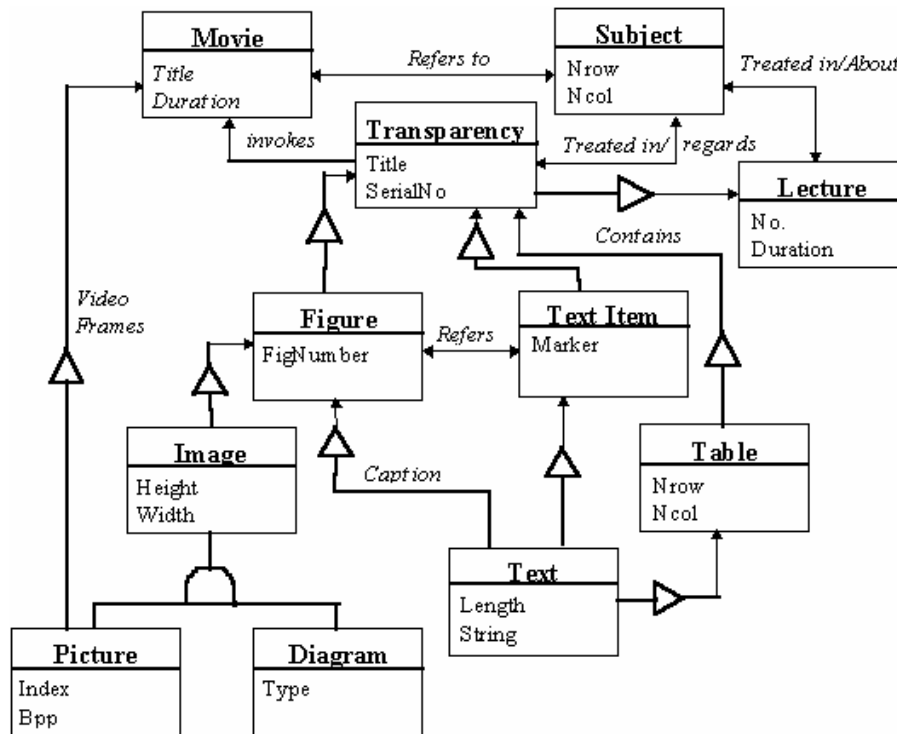 Movie
Title
Duration
Refers to
Subject
Nrow
Ncol
Treated in/About
invokes
Transparency
Title
SerialNo
Treated in/ regards
Lecture
No.
Duration
Contains
Video
Frames
Figure
FigNumber
Refers
Text Item
Marker
Image
Height
Width
Caption
Table
Nrow
Ncol
Text
Length
String
Picture
Index
Bpp
Diagram
Type